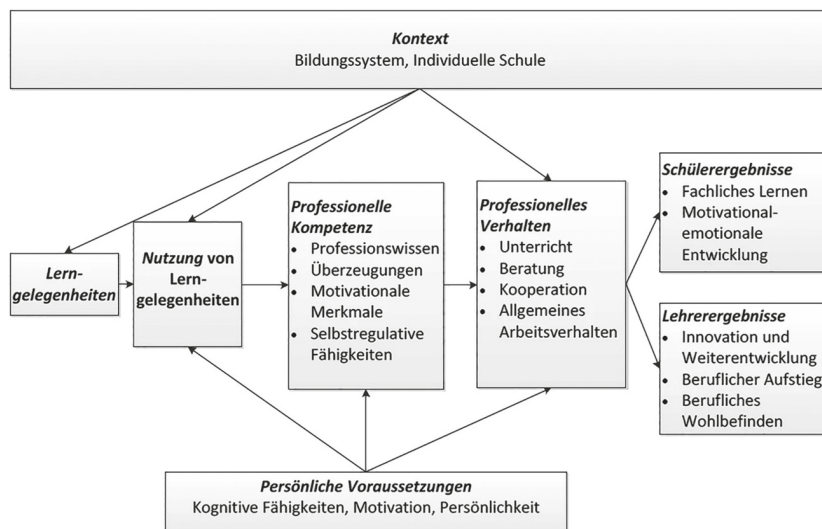 Kontext
Bildungssystem, Individuelle Schule
Lern-
gelegenheiten
Nutzung von
Lern-
gelegenheiten
Professionelle
Kompetenz
• Professionswissen
• Überzeugungen
• Motivationale
Merkmale
• Selbstregulative
Fähigkeiten
Professionelles
Verhalten
• Unterricht
• Beratung
• Kooperation
• Allgemeines
Arbeitsverhalten
Schülerergebnisse
• Fachliches Lernen
• Motivational-
emotionale
Entwicklung
Lehrerergebnisse
• Innovation und
Weiterentwicklung
• Beruflicher Aufstieg
• Berufliches
Wohlbefinden
Persönliche Voraussetzungen
Kognitive Fähigkeiten, Motivation, Persönlichkeit